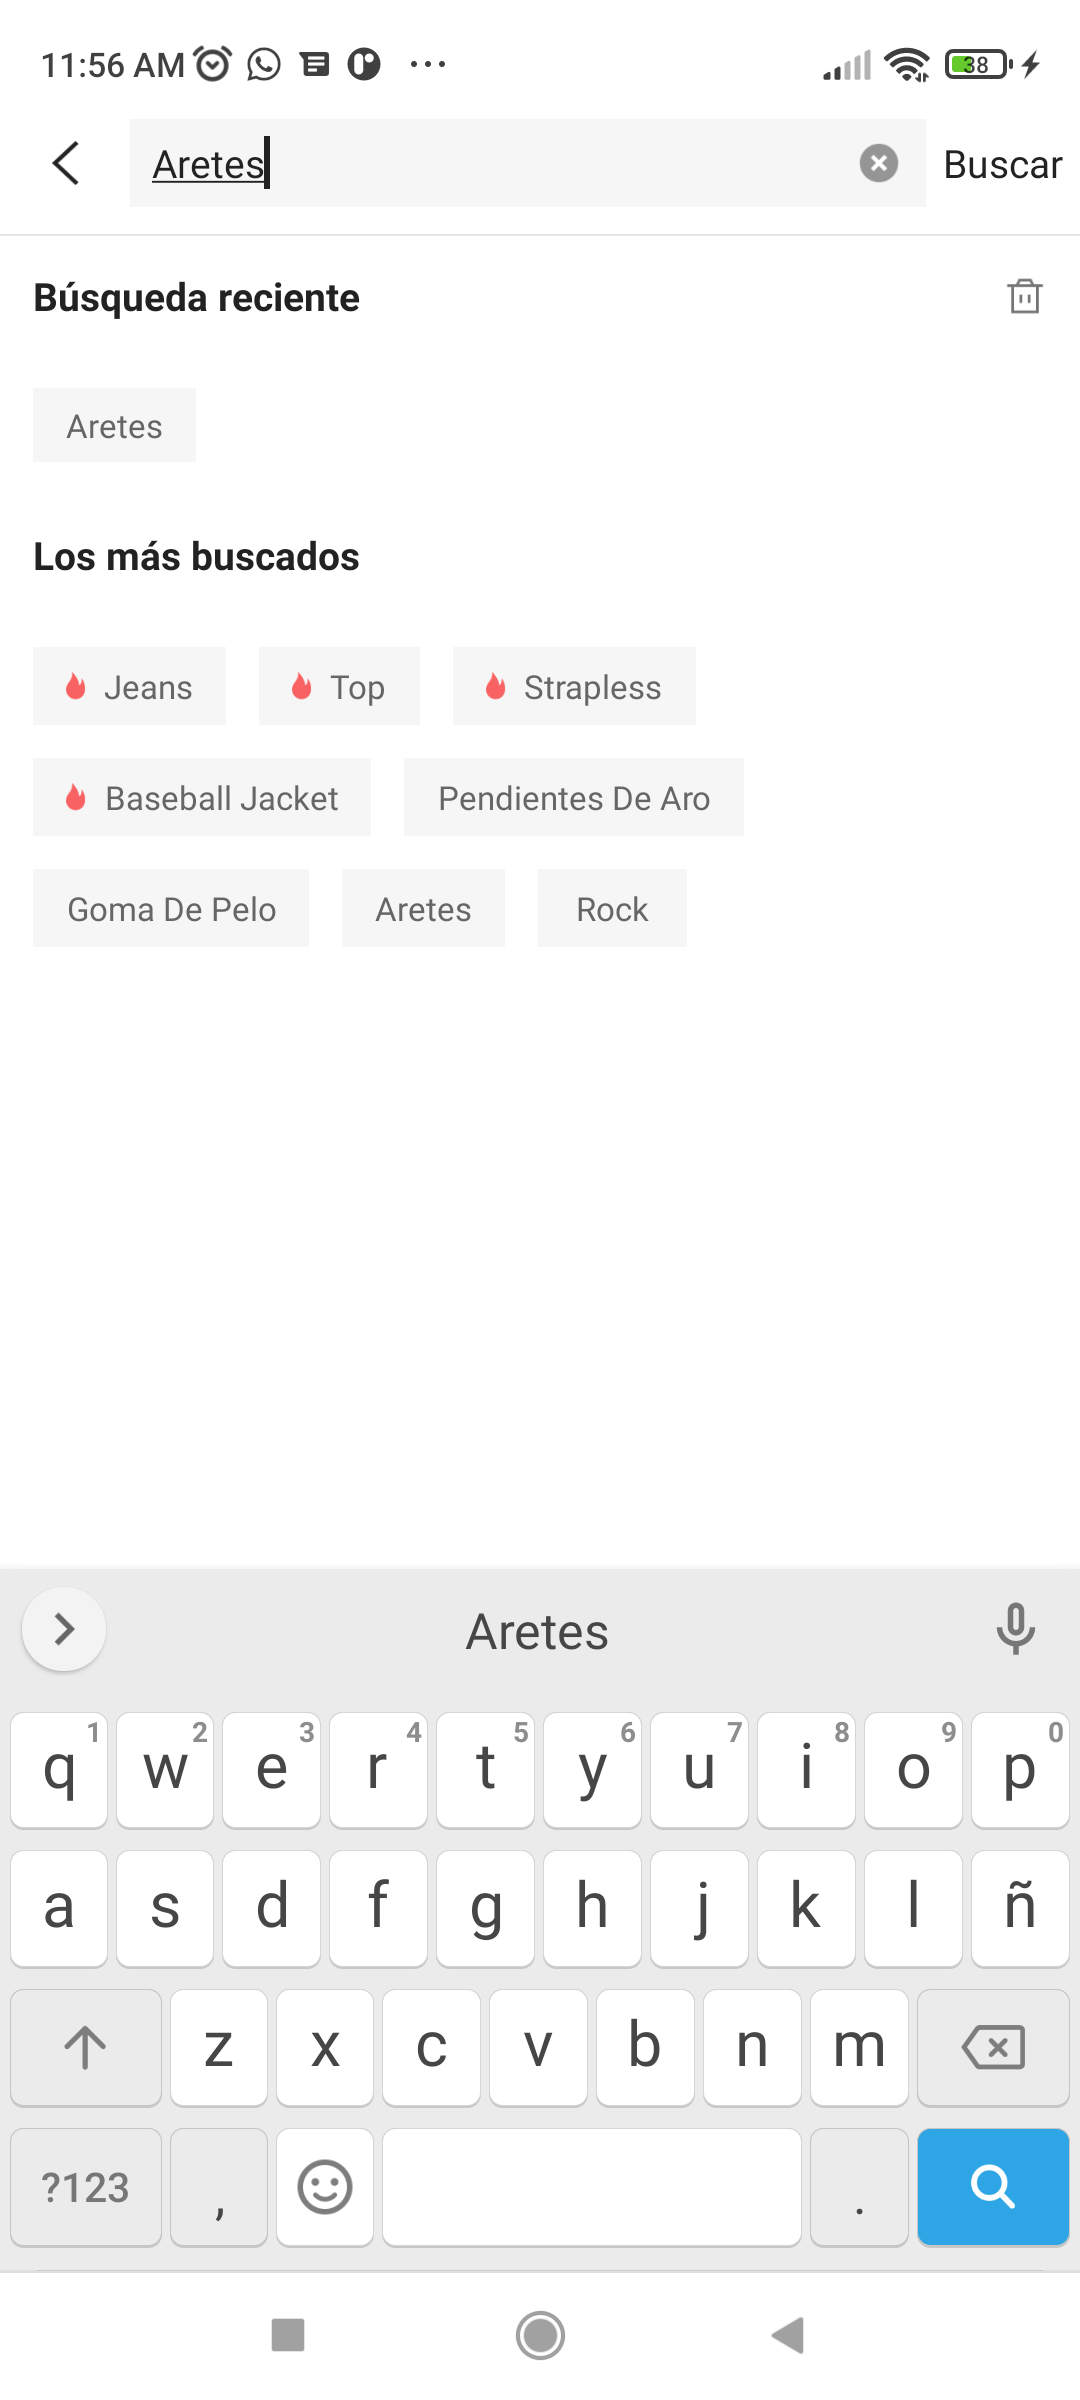 11:56 AM 38
Aretes Buscar
Búsqueda reciente
Aretes
Los más buscados
Jeans Top Strapless
Baseball Jacket Pendientes De Aro
Goma De Pelo Aretes Rock
Aretes
1 2 3 4 5 6 7 8 9 0
q w e r t y u i o p
a s d f g h j k l ñ
z x c v b n m
?123 , .